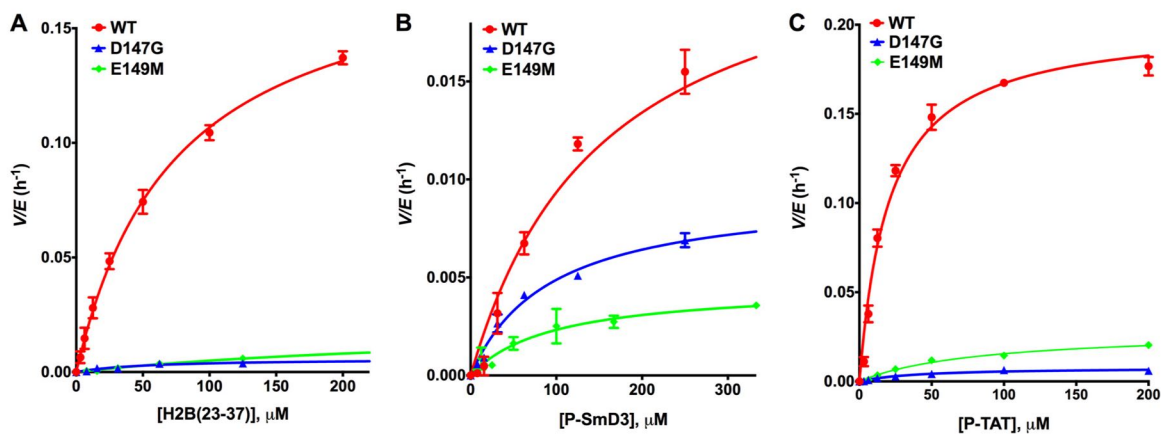 A
WT
D147G
E149M
0.15
0.10
0.05
0.00
V/E (h⁻¹)
0 50 100 150 200
[H2B(23-37)], μM
B
WT
D147G
E149M
0.015
0.010
0.005
0.000
V/E (h⁻¹)
0 100 200 300
[P-SmD3], μM
C
WT
D147G
E149M
0.20
0.15
0.10
0.05
0.00
V/E (h⁻¹)
0 50 100 150 200
[P-TAT], μM